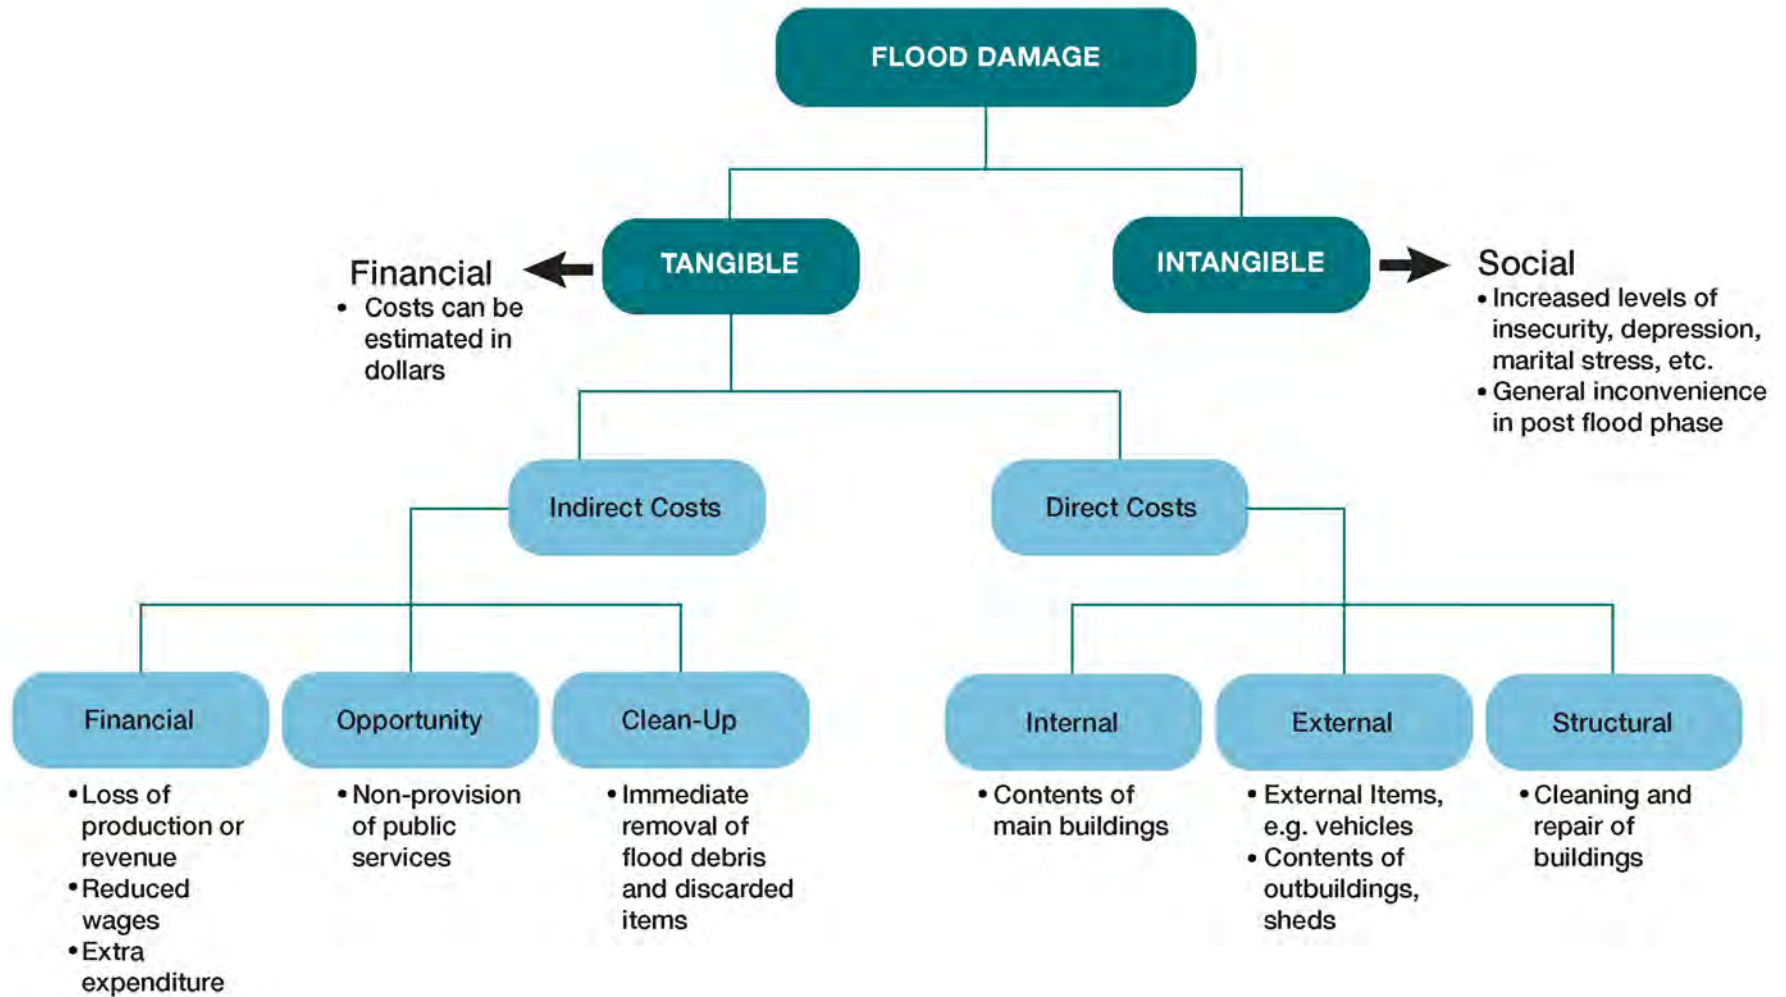 FLOOD DAMAGE
TANGIBLE
INTANGIBLE
Financial
• Costs can be
estimated in
dollars
Social
• Increased levels of
insecurity, depression,
marital stress, etc.
• General inconvenience
in post flood phase
Indirect Costs
Direct Costs
Financial
• Loss of
production or
revenue
• Reduced
wages
• Extra
expenditure
Opportunity
• Non-provision
of public
services
Clean-Up
• Immediate
removal of
flood debris
and discarded
items
Internal
• Contents of
main buildings
External
• External Items,
e.g. vehicles
• Contents of
outbuildings,
sheds
Structural
• Cleaning and
repair of
buildings